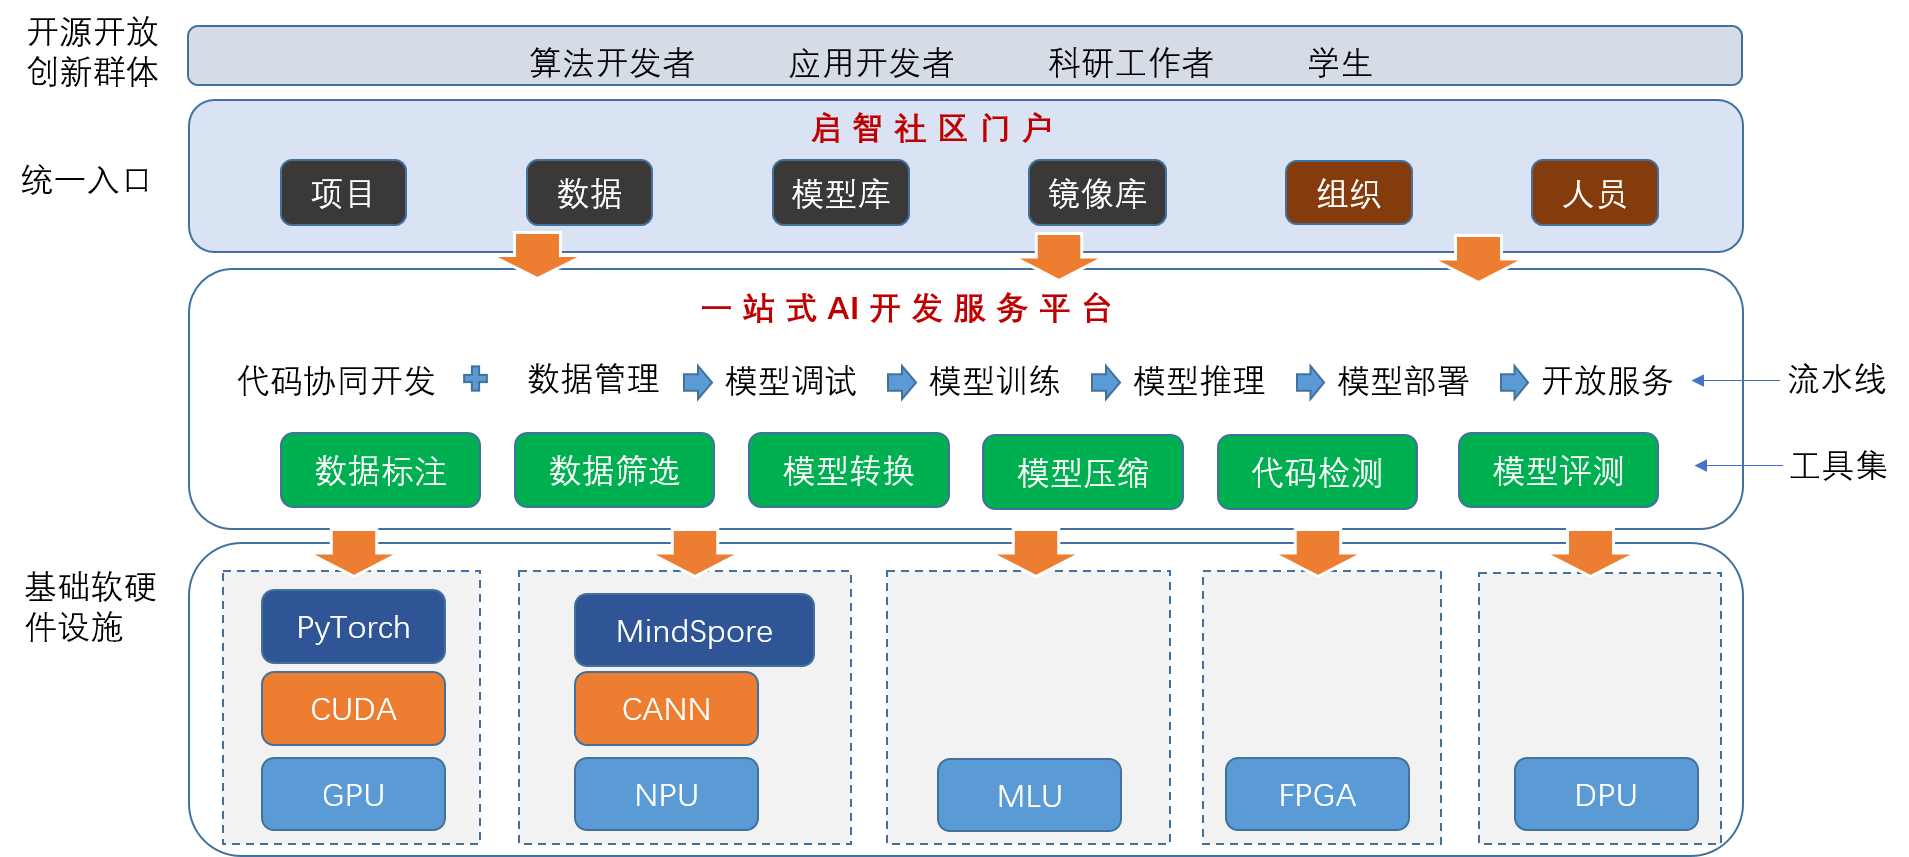 开源开放
创新群体
算法开发者 应用开发者 科研工作者 学生
启智社区门户
统一入口
项目 数据 模型库 镜像库 组织 人员
一站式AI开发服务平台
代码协同开发 数据管理 模型调试 模型训练 模型推理 模型部署 开放服务 流水线
数据标注 数据筛选 模型转换 模型压缩 代码检测 模型评测 工具集
基础软硬
件设施
PyTorch MindSpore
CUDA CANN
GPU NPU MLU FPGA DPU